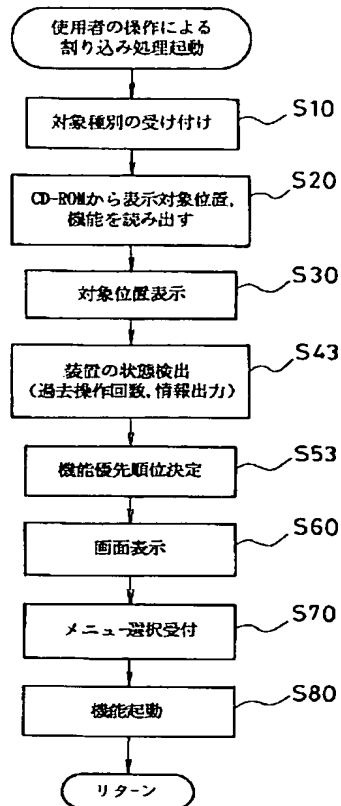 使用者の操作による
割り込み処理起動
対象種別の受け付け
S10
CD-ROMから表示対象位置,
機能を読み出す
S20
対象位置表示
S30
装置の状態検出
(過去操作回数,情報出力)
S43
機能優先順位決定
S53
画面表示
S60
メニュー選択受付
S70
機能起動
S80
リターン